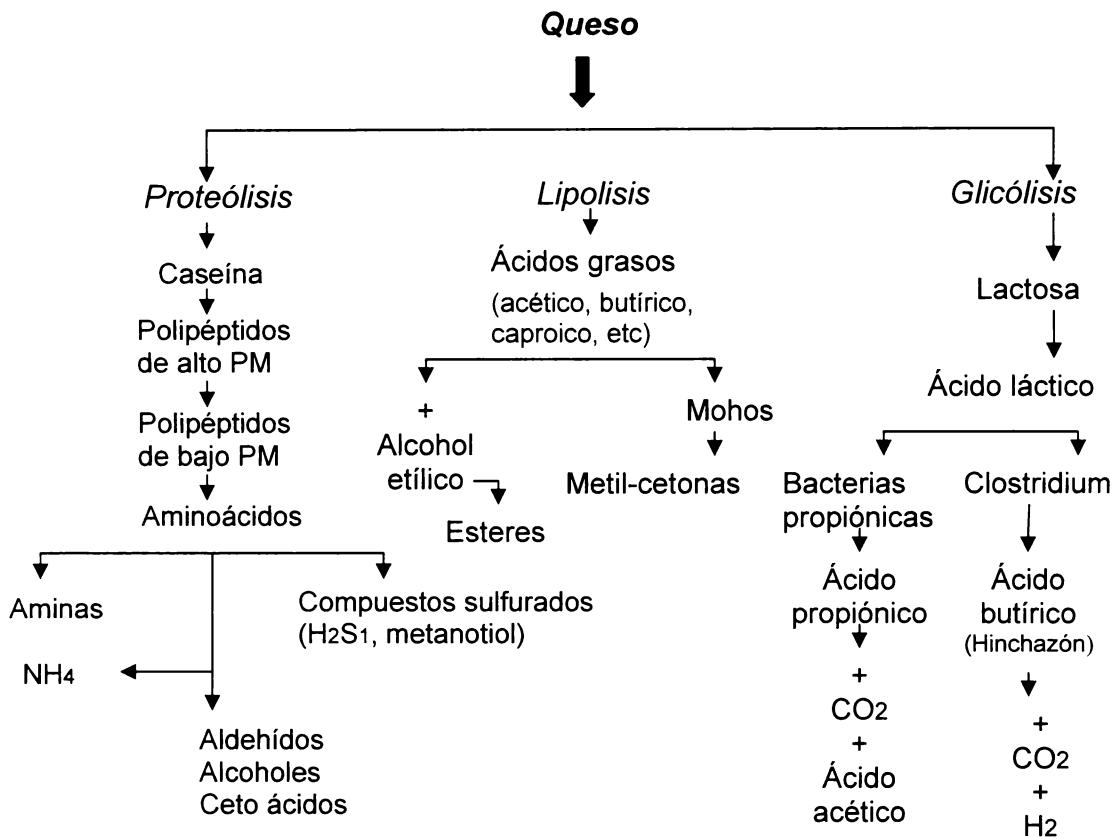 Queso
Proteólisis
Caseína
Polipéptidos
de alto PM
Polipéptidos
de bajo PM
Aminoácidos
Aminas
NH4
Aldehídos
Alcoholes
Ceto ácidos
Compuestos sulfurados
(H2S1, metanotiol)
Lipolisis
Ácidos grasos
(acético, butírico,
caproico, etc)
+
Alcohol
etílico
Esteres
Mohos
Metil-cetonas
Glicólisis
Lactosa
Ácido láctico
Bacterias
propiónicas
Ácido
propiónico
+
CO2
+
Ácido
acético
Clostridium
Ácido
butírico
(Hinchazón)
+
CO2
+
H2